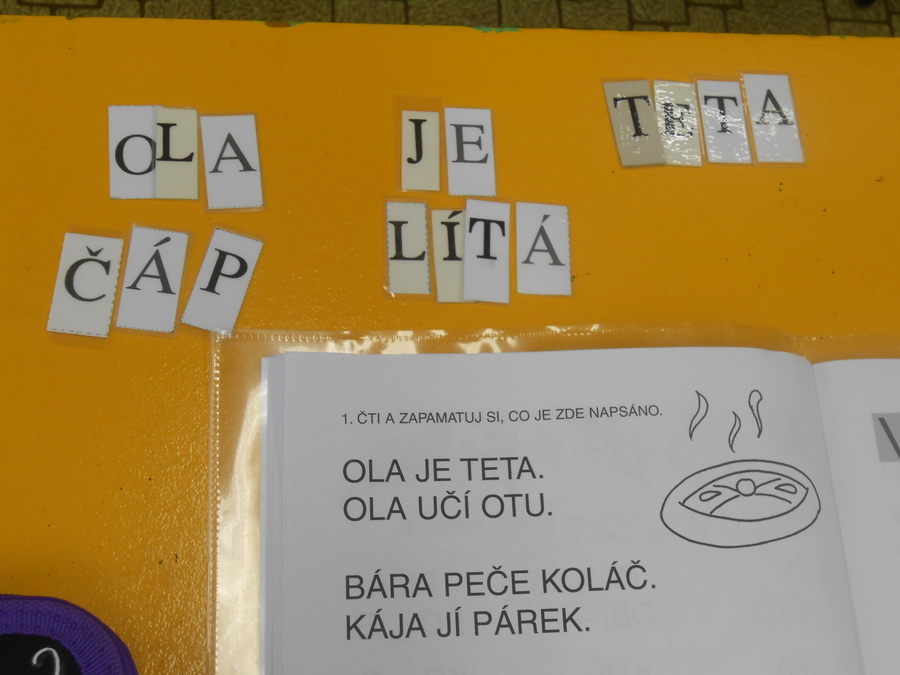 OLA JE TETA
ČÁP LÍTÁ
1. ČTI A ZAPAMATUJ SI, CO JE ZDE NAPSÁNO.
OLA JE TETA.
OLA UČÍ OTU.
BÁRA PEČE KOLÁČ.
KÁJA JÍ PÁREK.